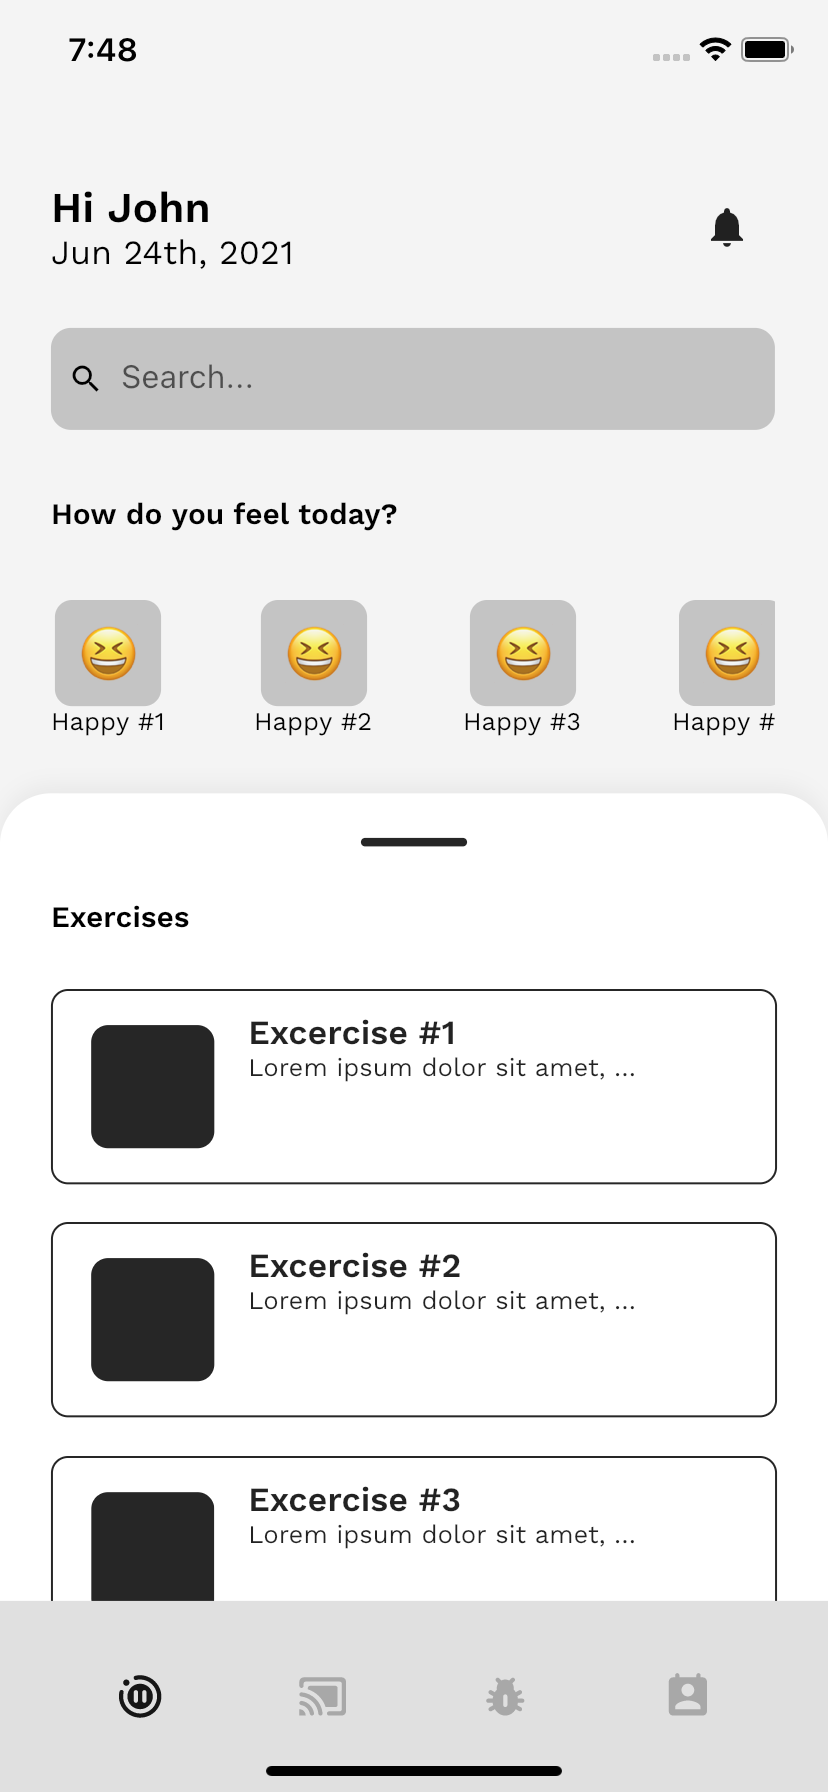 7:48
Hi John
Jun 24th, 2021
Search...
How do you feel today?
Happy #1 Happy #2 Happy #3 Happy #
Exercises
Excercise #1
Lorem ipsum dolor sit amet, ...
Excercise #2
Lorem ipsum dolor sit amet, ...
Excercise #3
Lorem ipsum dolor sit amet, ...